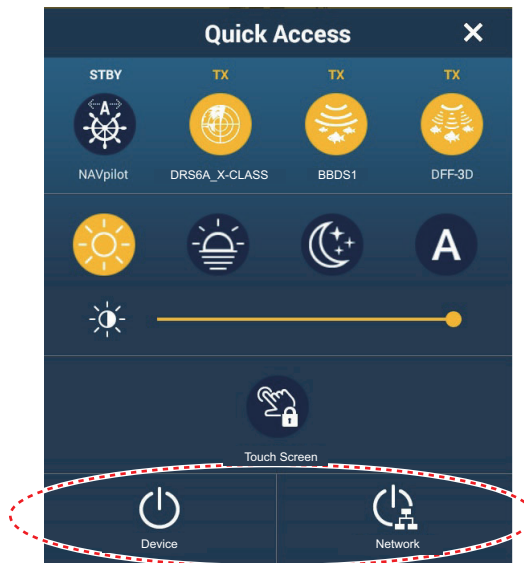 Quick Access
STBY TX TX TX
A
NAVpilot DRS6A_X-CLASS BBDS1 DFF-3D
A
Touch Screen
Device Network